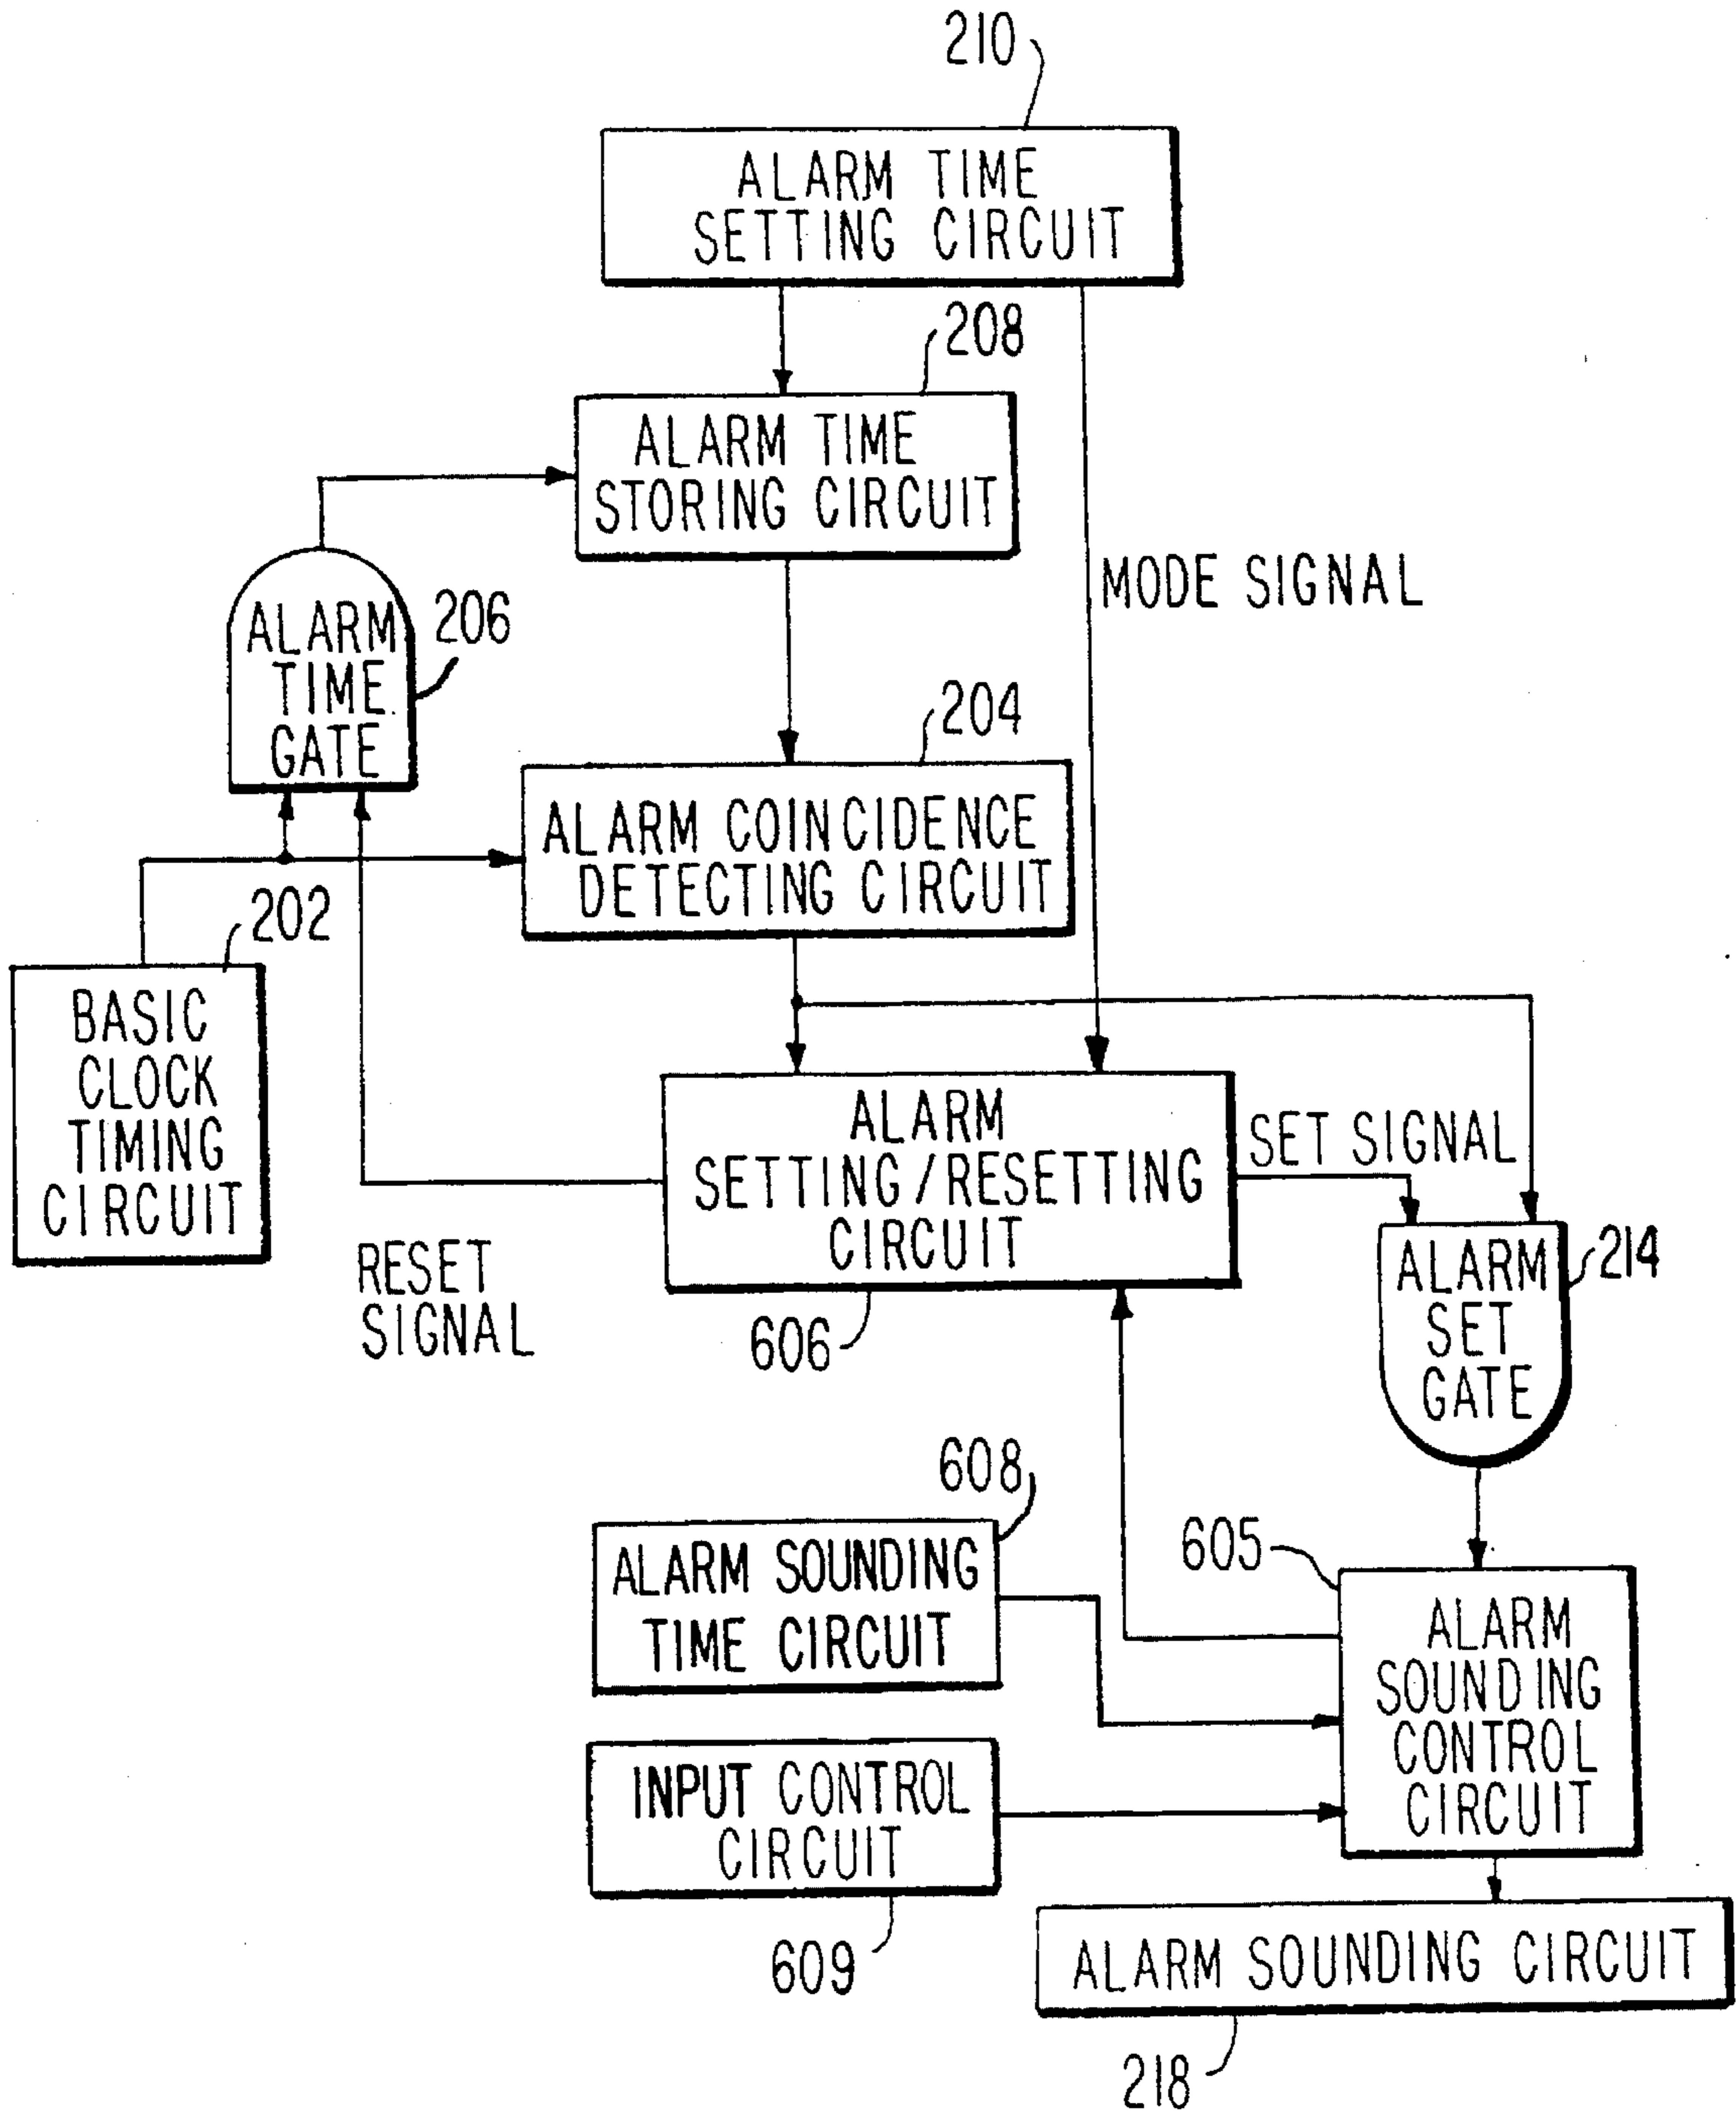 210
ALARM TIME
SETTING CIRCUIT
208
ALARM TIME
STORING CIRCUIT
MODE SIGNAL
ALARM
TIME
GATE
206
204
ALARM COINCIDENCE
DETECTING CIRCUIT
202
BASIC
CLOCK
TIMING
CIRCUIT
ALARM
SETTING/RESETTING
CIRCUIT
SET SIGNAL
RESET
SIGNAL
606
ALARM
SET
GATE
214
608
ALARM SOUNDING
TIME CIRCUIT
605
ALARM
SOUNDING
CONTROL
CIRCUIT
INPUT CONTROL
CIRCUIT
609
ALARM SOUNDING CIRCUIT
218